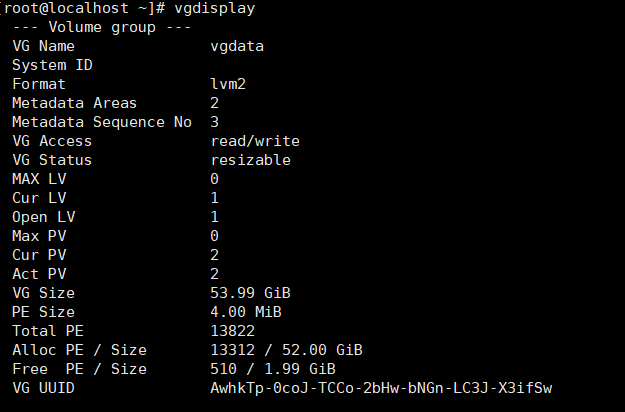 [root@localhost ~]# vgdisplay
--- Volume group ---
VG Name vgdata
System ID
Format lvm2
Metadata Areas 2
Metadata Sequence No 3
VG Access read/write
VG Status resizable
MAX LV 0
Cur LV 1
Open LV 1
Max PV 0
Cur PV 2
Act PV 2
VG Size 53.99 GiB
PE Size 4.00 MiB
Total PE 13822
Alloc PE / Size 13312 / 52.00 GiB
Free  PE / Size 510 / 1.99 GiB
VG UUID AwhkTp-0coJ-TCCo-2bHw-bNGn-LC3J-X3ifSw